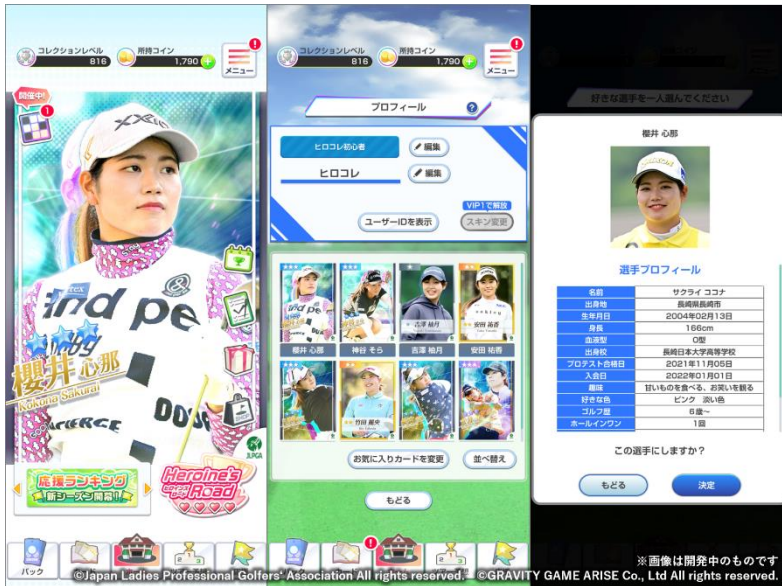 コレクションレベル
816
所持コイン
1,790
メニュー
開催中!
1
XXIO
and pe
櫻井 心那
Kokona Sakurai
応援ランキング
新シーズン開幕!
Heroine's
Road
JLPGA
パック
コレクションレベル
816
所持コイン
1,790
メニュー
プロフィール
?
ヒロコレ初心者
編集
ヒロコレ
編集
ユーザーIDを表示
VIP1で解放
スキン変更
櫻井 心那
神谷 そら
吉澤 柚月
安田 祐香
吉澤 柚月
安田 祐香
竹田 麗央
お気に入りカードを変更
並べ替え
もどる
好きな選手を一人選んでください
櫻井 心那
選手プロフィール
名前 サクライ ココナ
出身地 長崎県長崎市
生年月日 2004年02月13日
身長 166cm
血液型 O型
出身校 長崎日本大学高等学校
プロテスト合格日 2021年11月05日
入会日 2022年01月01日
趣味 甘いものを食べる、お笑いを観る
好きな色 ピンク 淡い色
ゴルフ歴 6歳~
ホールインワン 1回
この選手にしますか?
もどる
決定
※画像は開発中のものです
©Japan Ladies Professional Golfers' Association All rights reserved. ©GRAVITY GAME ARISE Co., Ltd All rights reserved.